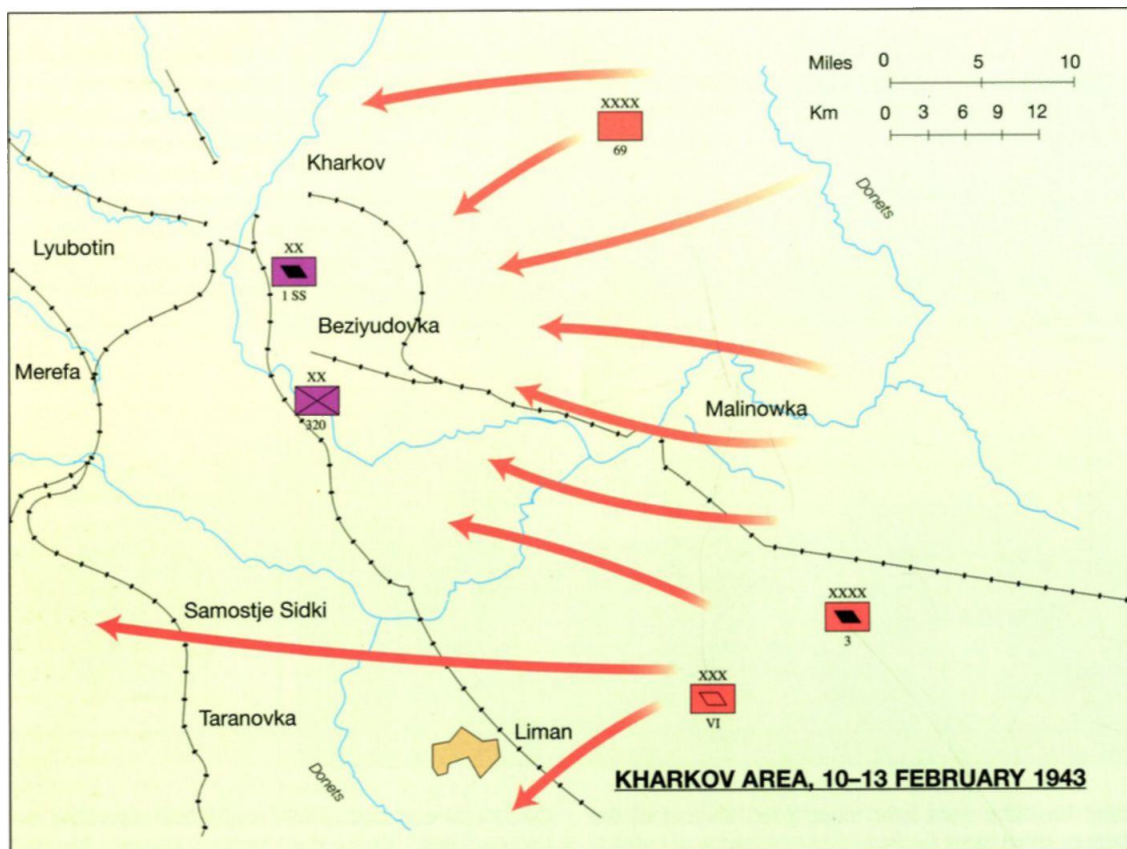 Miles 0 5 10
Km 0 3 6 9 12
XXXX
69
Kharkov
Donets
Lyubotin
XX
1 SS
Beziyudovka
Merefa
XX
320
Malinowka
XXXX
3
Samostje Sidki
XXX
VI
Taranovka
Liman
Donets
KHARKOV AREA, 10–13 FEBRUARY 1943